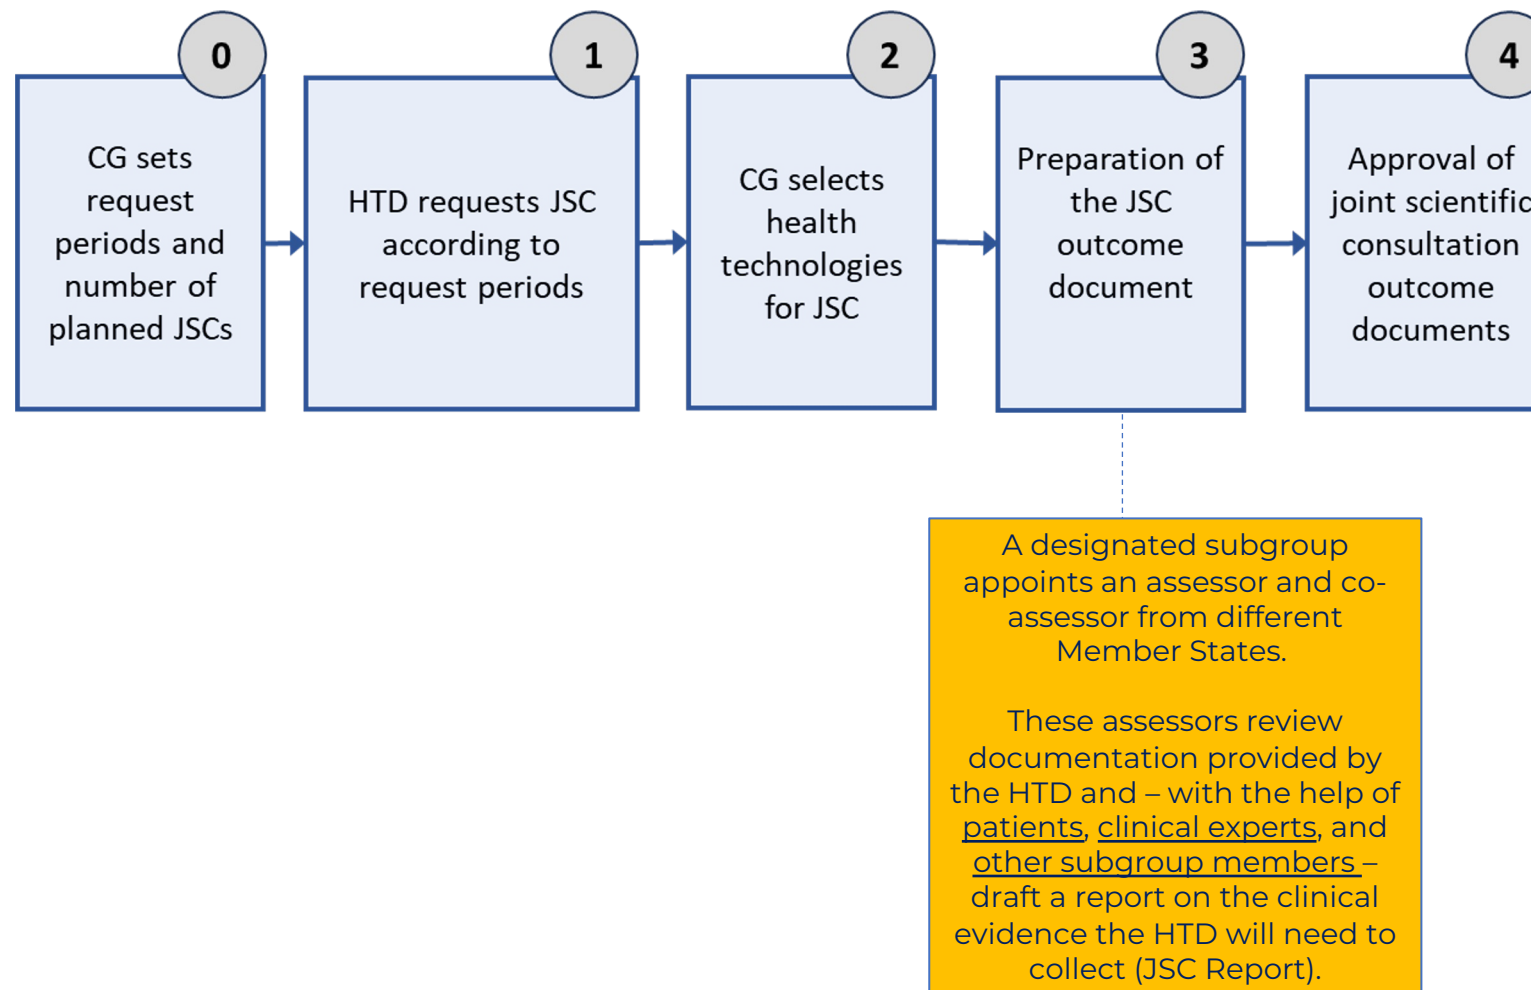 0
CG sets
request
periods and
number of
planned JSCs
1
HTD requests JSC
according to
request periods
2
CG selects
health
technologies
for JSC
3
Preparation of
the JSC
outcome
document
4
Approval of
joint scientific
consultation
outcome
documents
A designated subgroup
appoints an assessor and co-
assessor from different
Member States.
These assessors review
documentation provided by
the HTD and – with the help of
patients, clinical experts, and
other subgroup members –
draft a report on the clinical
evidence the HTD will need to
collect (JSC Report).